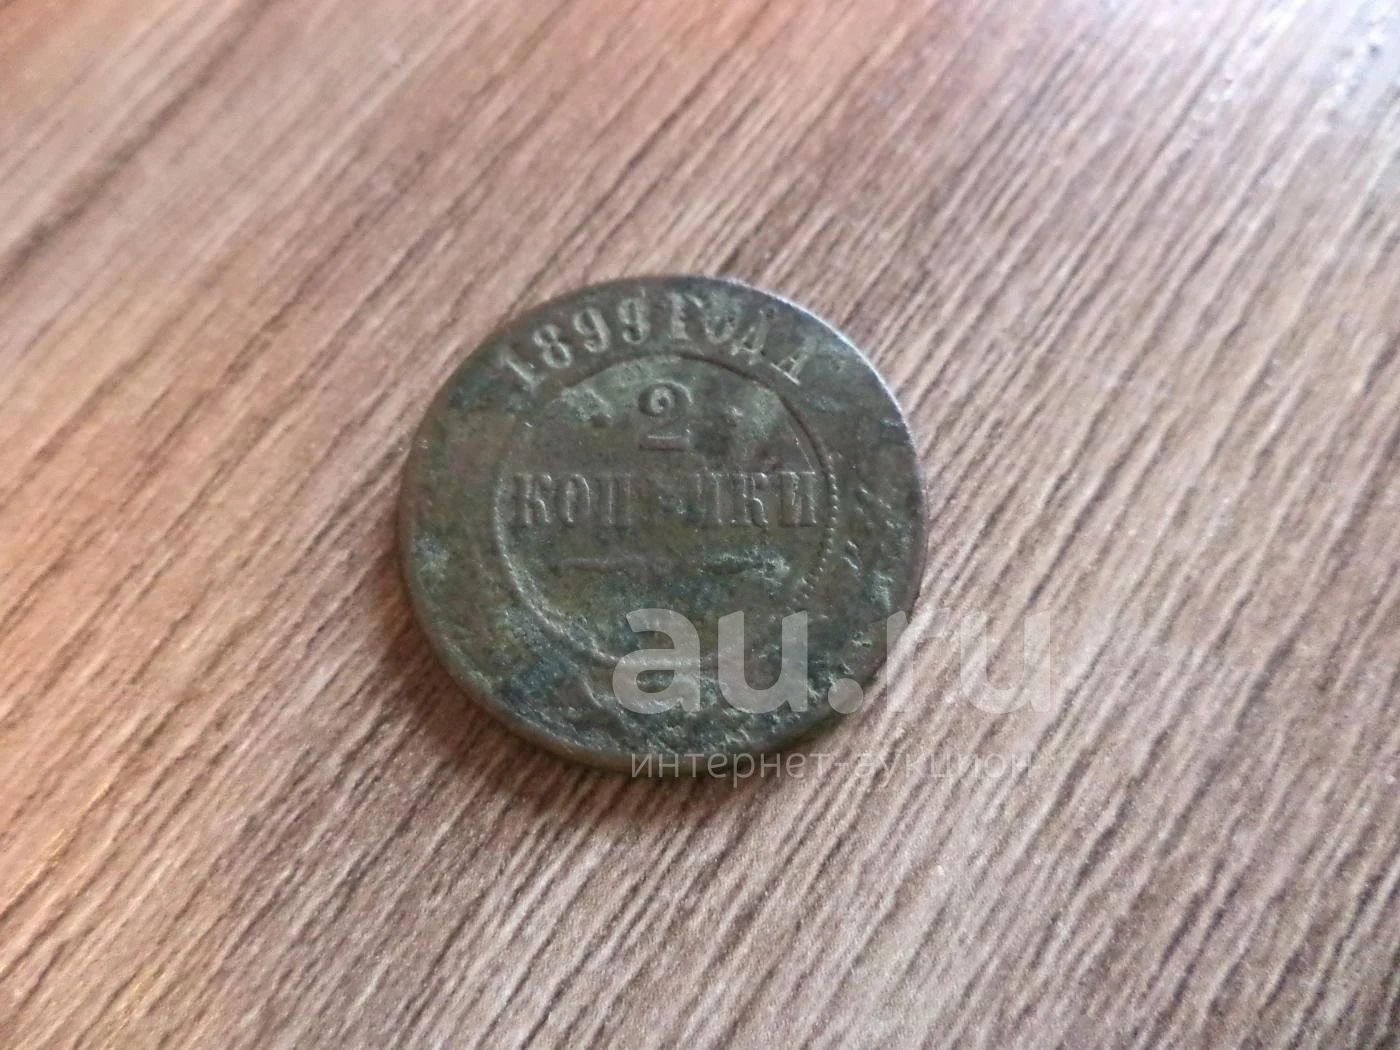 1899 ГОДА
2
КОПѢЙКИ
au.ru
интернет-аукцион